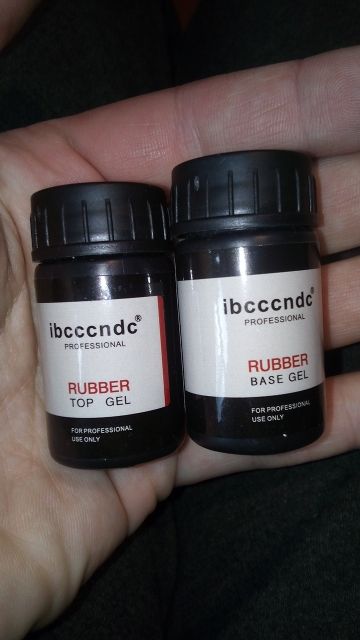 ibcccndc®
PROFESSIONAL
RUBBER
TOP GEL
FOR PROFESSIONAL
USE ONLY
ibcccndc®
PROFESSIONAL
RUBBER
BASE GEL
FOR PROFESSIONAL
USE ONLY